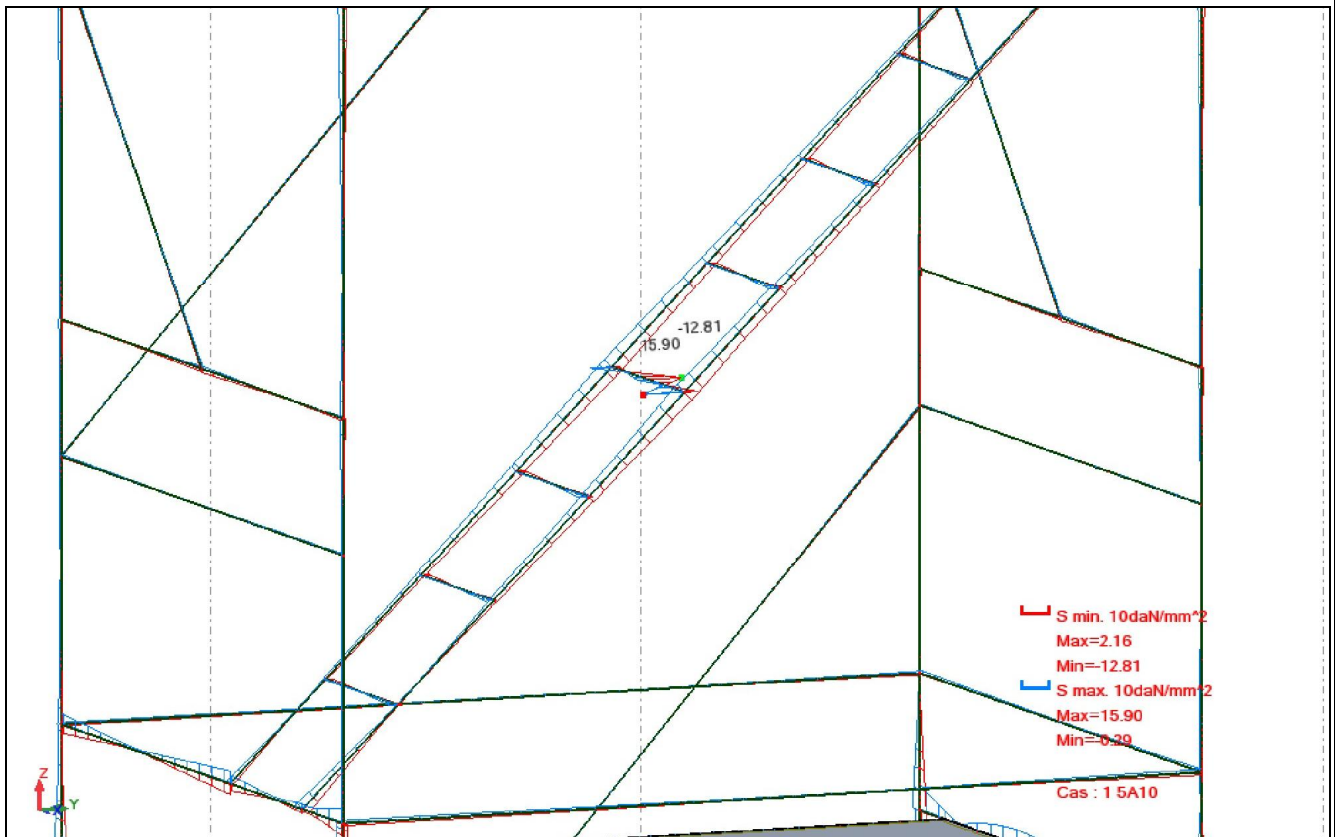 -12.81
15.90
S min. 10daN/mm^2
Max=2.16
Min=-12.81
S max. 10daN/mm^2
Max=15.90
Min=-0.29
Z
Y
Cas : 1 5A10